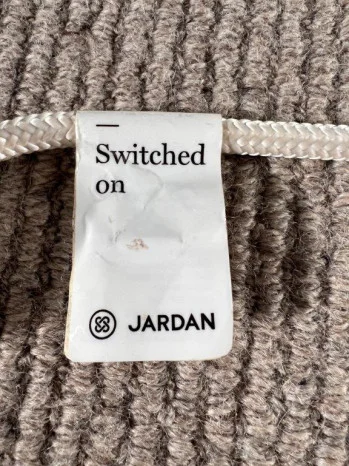 —
Switched
on
JARDAN